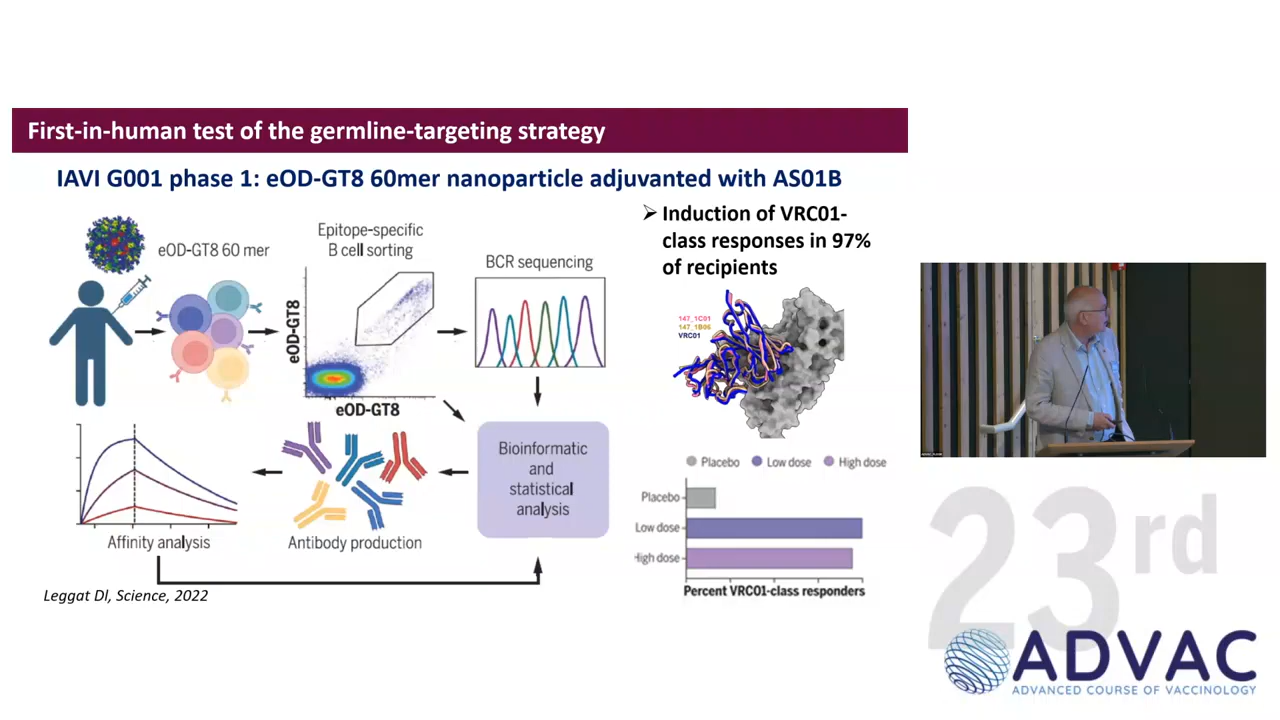 First-in-human test of the germline-targeting strategy
IAVI G001 phase 1: eOD-GT8 60mer nanoparticle adjuvanted with AS01B
eOD-GT8 60 mer
Epitope-specific
B cell sorting
eOD-GT8
eOD-GT8
BCR sequencing
Bioinformatic
and
statistical
analysis
Antibody production
Affinity analysis
Leggat DI, Science, 2022
➢ Induction of VRC01-
class responses in 97%
of recipients
147_1C01
147_1B06
VRC01
Placebo Low dose High dose
Placebo
Low dose
High dose
Percent VRC01-class responders
23rd
ADVAC
ADVANCED COURSE OF VACCINOLOGY